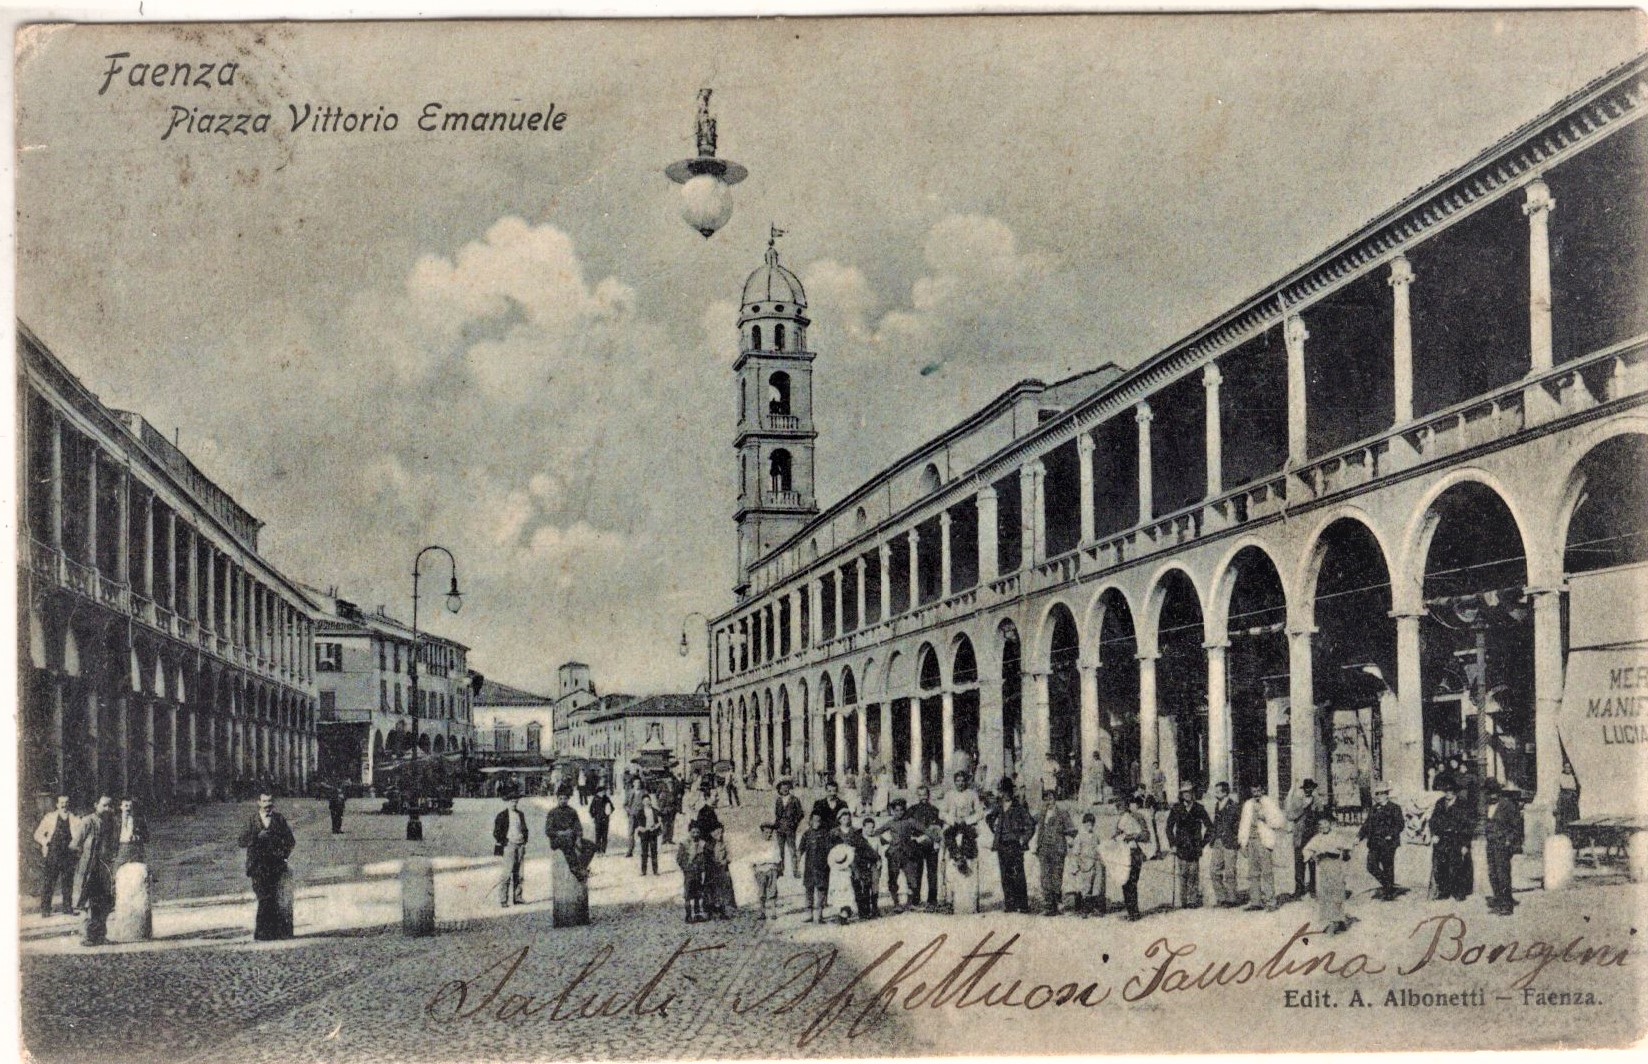 Faenza
Piazza Vittorio Emanuele
MER
MANIF
LUCIA
Saluti Affettuosi Faustina Bongini
Edit. A. Albonetti – Faenza.